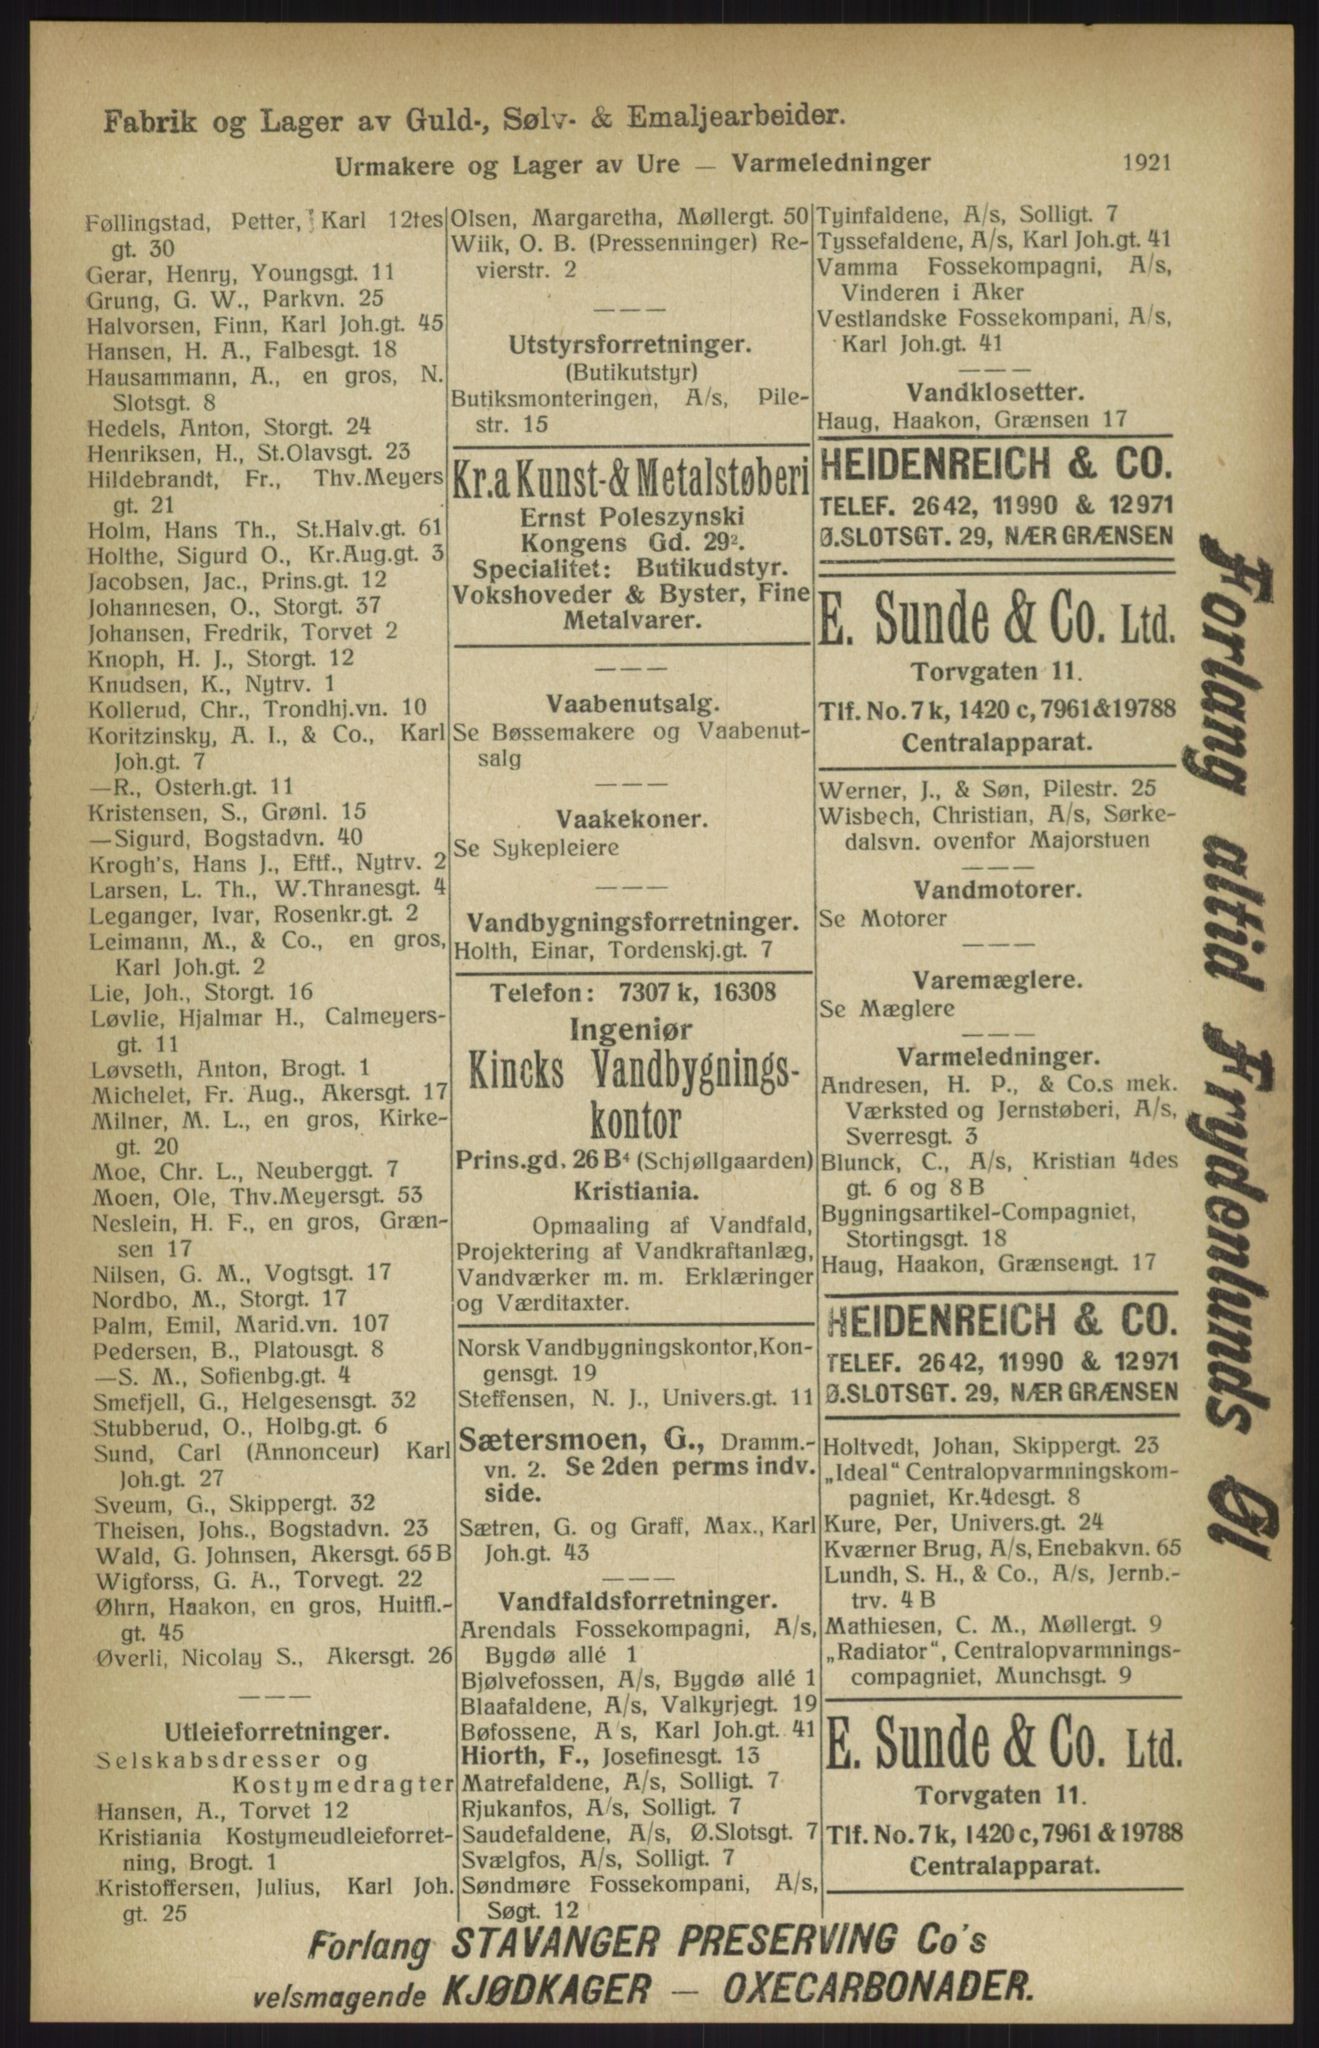 Fabrik og Lager av Guld-, Sølv- & Emaljearbeider.
Urmakere og Lager av Ure — Varmeledninger
1921
Føllingstad, Petter, Karl 12tes
gt. 30
Gerar, Henry, Youngsgt. 11
Grung, G. W., Parkvn. 25
Halvorsen, Finn, Karl Joh.gt. 45
Hansen, H. A., Falbesgt. 18
Hausammann, A., en gros, N.
Slotsgt. 8
Hedels, Anton, Storgt. 24
Henriksen, H., St.Olavsgt. 23
Hildebrandt, Fr., Thv.Meyers
gt. 21
Holm, Hans Th., St.Halv.gt. 61
Holthe, Sigurd O., Kr.Aug.gt. 3
Jacobsen, Jac., Prins.gt. 12
Johannesen, O., Storgt. 37
Johansen, Fredrik, Torvet 2
Knoph, H. J., Storgt. 12
Knudsen, K., Nytrv. 1
Kollerud, Chr., Trondhj.vn. 10
Koritzinsky, A. I., & Co., Karl
Joh.gt. 7
—R., Osterh.gt. 11
Kristensen, S., Grønl. 15
—Sigurd, Bogstadvn. 40
Krogh's, Hans J., Eftf., Nytrv. 2
Larsen, L. Th., W.Thranesgt. 4
Leganger, Ivar, Rosenkr.gt. 2
Leimann, M., & Co., en gros,
Karl Joh.gt. 2
Lie, Joh., Storgt. 16
Løvlie, Hjalmar H., Calmeyers-
gt. 11
Løvseth, Anton, Brogt. 1
Michelet, Fr. Aug., Akersgt. 17
Milner, M. L., en gros, Kirke-
gt. 20
Moe, Chr. L., Neuberggt. 7
Moen, Ole, Thv.Meyersgt. 53
Neslein, H. F., en gros, Græn-
sen 17
Nilsen, G. M., Vogtsgt. 17
Nordbo, M., Storgt. 17
Palm, Emil, Marid.vn. 107
Pedersen, B., Platousgt. 8
—S. M., Sofienbg.gt. 4
Smefjell, G., Helgesensgt. 32
Stubberud, O., Holbg.gt. 6
Sund, Carl (Annonceur) Karl
Joh.gt. 27
Sveum, G., Skippergt. 32
Theisen, Johs., Bogstadvn. 23
Wald, G. Johnsen, Akersgt. 65 B
Wigforss, G. A., Torvegt. 22
Øhrn, Haakon, en gros, Huitfl.-
gt. 45
Øverli, Nicolay S., Akersgt. 26
Utleieforretninger.
Selskabsdresser og
Kostymedragter
Hansen, A., Torvet 12
Kristiania Kostymeudleieforret-
ning, Brogt. 1
Kristoffersen, Julius, Karl Joh.
gt. 25
Olsen, Margaretha, Møllergt. 50
Wiik, O. B. (Pressenninger) Re-
vierstr. 2
Utstyrsforretninger.
(Butikutstyr)
Butiksmonteringen, A/s, Pile-
str. 15
Kr.a Kunst-& Metalstøberi
Ernst Poleszynski
Kongens Gd. 29².
Specialitet: Butikudstyr.
Vokshoveder & Byster, Fine
Metalvarer.
Vaabenutsalg.
Se Bøssemakere og Vaabenut-
salg
Vaakekoner.
Se Sykepleiere
Vandbygningsforretninger.
Holth, Einar, Tordenskj.gt. 7
Telefon: 7307 k, 16308
Ingeniør
Kincks Vandbygnings-
kontor
Prins.gd. 26 B⁴ (Schjøllgaarden)
Kristiania.
Opmaaling af Vandfald,
Projektering af Vandkraftanlæg,
Vandværker m. m. Erklæringer
og Værditaxter.
Norsk Vandbygningskontor, Kon-
gensgt. 19
Steffensen, N. J., Univers.gt. 11
Sætersmoen, G., Dramm.-
vn. 2. Se 2den perms indv.
side.
Sætren, G. og Graff, Max., Karl
Joh.gt. 43
Vandfaldsforretninger.
Arendals Fossekompagni, A/s,
Bygdø allé 1
Bjølvefossen, A/s, Bygdø allé 1
Blaafaldene, A/s, Valkyrjegt. 19
Bøfossene, A s, Karl Joh.gt. 41
Hiorth, F., Josefinesgt. 13
Matrefaldene, A/s, Solligt. 7
Rjukanfos, A/s, Solligt. 7
Saudefaldene, A/s, Ø.Slotsgt. 7
Svælgfos, A/s, Solligt. 7
Søndmøre Fossekompani, A/s,
Søgt. 12
Tyinfaldene, A/s, Solligt. 7
Tyssefaldene, A/s, Karl Joh.gt. 41
Vamma Fossekompagni, A/s,
Vinderen i Aker
Vestlandske Fossekompani, A/s,
Karl Joh.gt. 41
Vandklosetter.
Haug, Haakon, Grænsen 17
HEIDENREICH & CO.
TELEF. 2642, 11990 & 12971
Ø.SLOTSGT. 29, NÆR GRÆNSEN
E. Sunde & Co. Ltd.
Torvgaten 11.
Tlf. No. 7 k, 1420 c, 7961 & 19788
Centralapparat.
Werner, J., & Søn, Pilestr. 25
Wisbech, Christian, A/s, Sørke-
dalsvn. ovenfor Majorstuen
Vandmotorer.
Se Motorer
Varemæglere.
Se Mæglere
Varmeledninger.
Andresen, H. P., & Co.s mek.
Værksted og Jernstøberi, A/s,
Sverresgt. 3
Blunck, C., A/s, Kristian 4des
gt. 6 og 8 B
Bygningsartikel-Compagniet,
Stortingsgt. 18
Haug, Haakon, Grænsengt. 17
HEIDENREICH & CO.
TELEF. 2642, 11990 & 12971
Ø.SLOTSGT. 29, NÆR GRÆNSEN
Holtvedt, Johan, Skippergt. 23
„Ideal“ Centralopvarmningskom-
pagniet, Kr.4desgt. 8
Kure, Per, Univers.gt. 24
Kværner Brug, A/s, Enebakvn. 65
Lundh, S. H., & Co., A/s, Jernb.-
trv. 4 B
Mathiesen, C. M., Møllergt. 9
„Radiator“, Centralopvarmnings-
compagniet, Munchsgt. 9
E. Sunde & Co. Ltd.
Torvgaten 11.
Tlf. No. 7 k, 1420 c, 7961 & 19788
Centralapparat.
Forlang altid Frydenlunds Øl
Forlang STAVANGER PRESERVING Co's
velsmagende KJØDKAGER — OXECARBONADER.